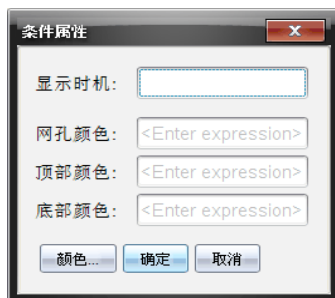 条件属性
显示时机:
网孔颜色: <Enter expression>
顶部颜色: <Enter expression>
底部颜色: <Enter expression>
颜色... 确定 取消